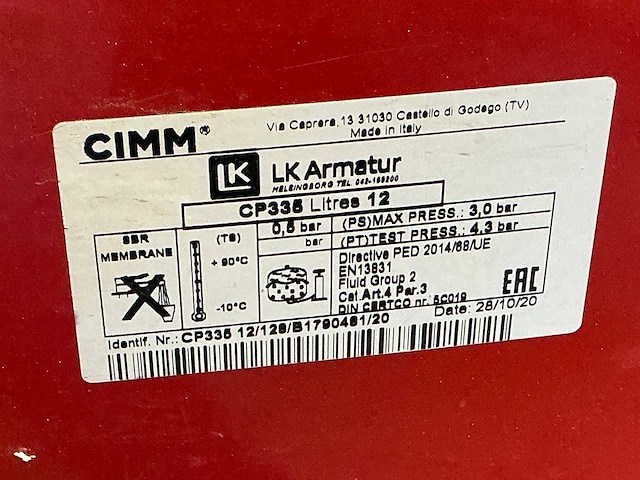 CIMM®
Via Caprera, 13 31030 Castello di Godego (TV)
Made in Italy
LK
LK Armatur
HELSINGBORG TEL 042-169200
CP335 Litres 12
SBR
MEMBRANE
(TS)
+ 90°C
-10°C
0,5 bar
bar
(PS)MAX PRESS.: 3,0 bar
(PT)TEST PRESS.: 4,3 bar
Directive PED 2014/68/UE
EN13831
Fluid Group 2
Cat.Art.4 Par.3
DIN CERTCO nr. 5C019
EAC
Date: 28/10/20
Identif. Nr.: CP335 12/128/B1790481/20